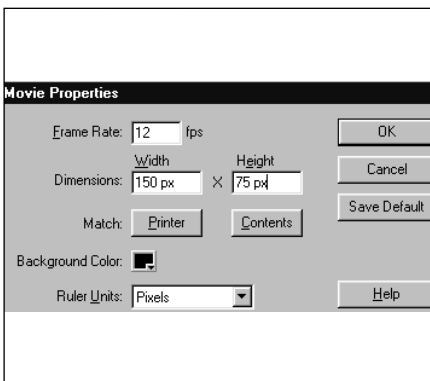 Movie Properties
Frame Rate: 12 fps OK
Width Height
Dimensions: 150 px X 75 px Cancel
Save Default
Match: Printer Contents
Background Color:
Ruler Units: Pixels Help